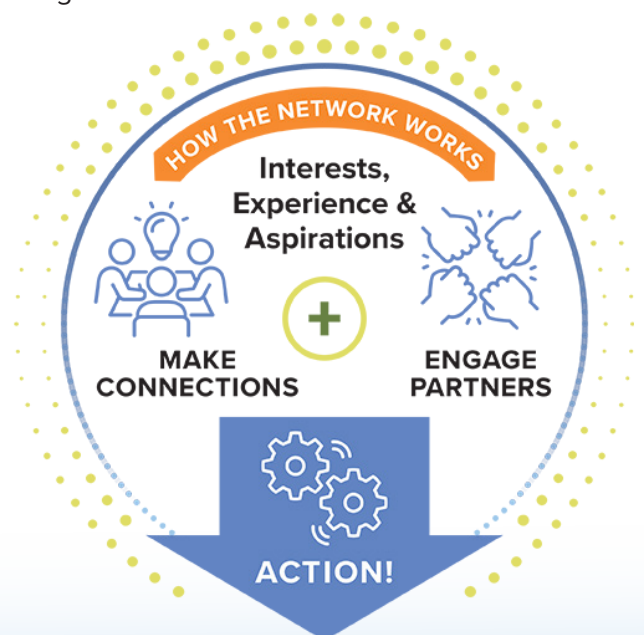 HOW THE NETWORK WORKS
Interests,
Experience &
Aspirations
+
MAKE
CONNECTIONS
ENGAGE
PARTNERS
ACTION!